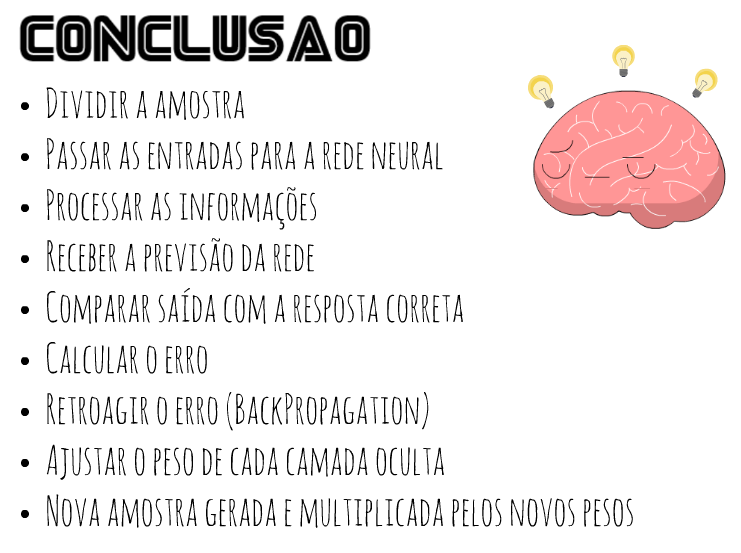 CONCLUSAO
• Dividir a amostra
• Passar as entradas para a rede neural
• Processar as informações
• Receber a previsão da rede
• Comparar saída com a resposta correta
• Calcular o erro
• Retroagir o erro (BackPropagation)
• Ajustar o peso de cada camada oculta
• Nova amostra gerada e multiplicada pelos novos pesos